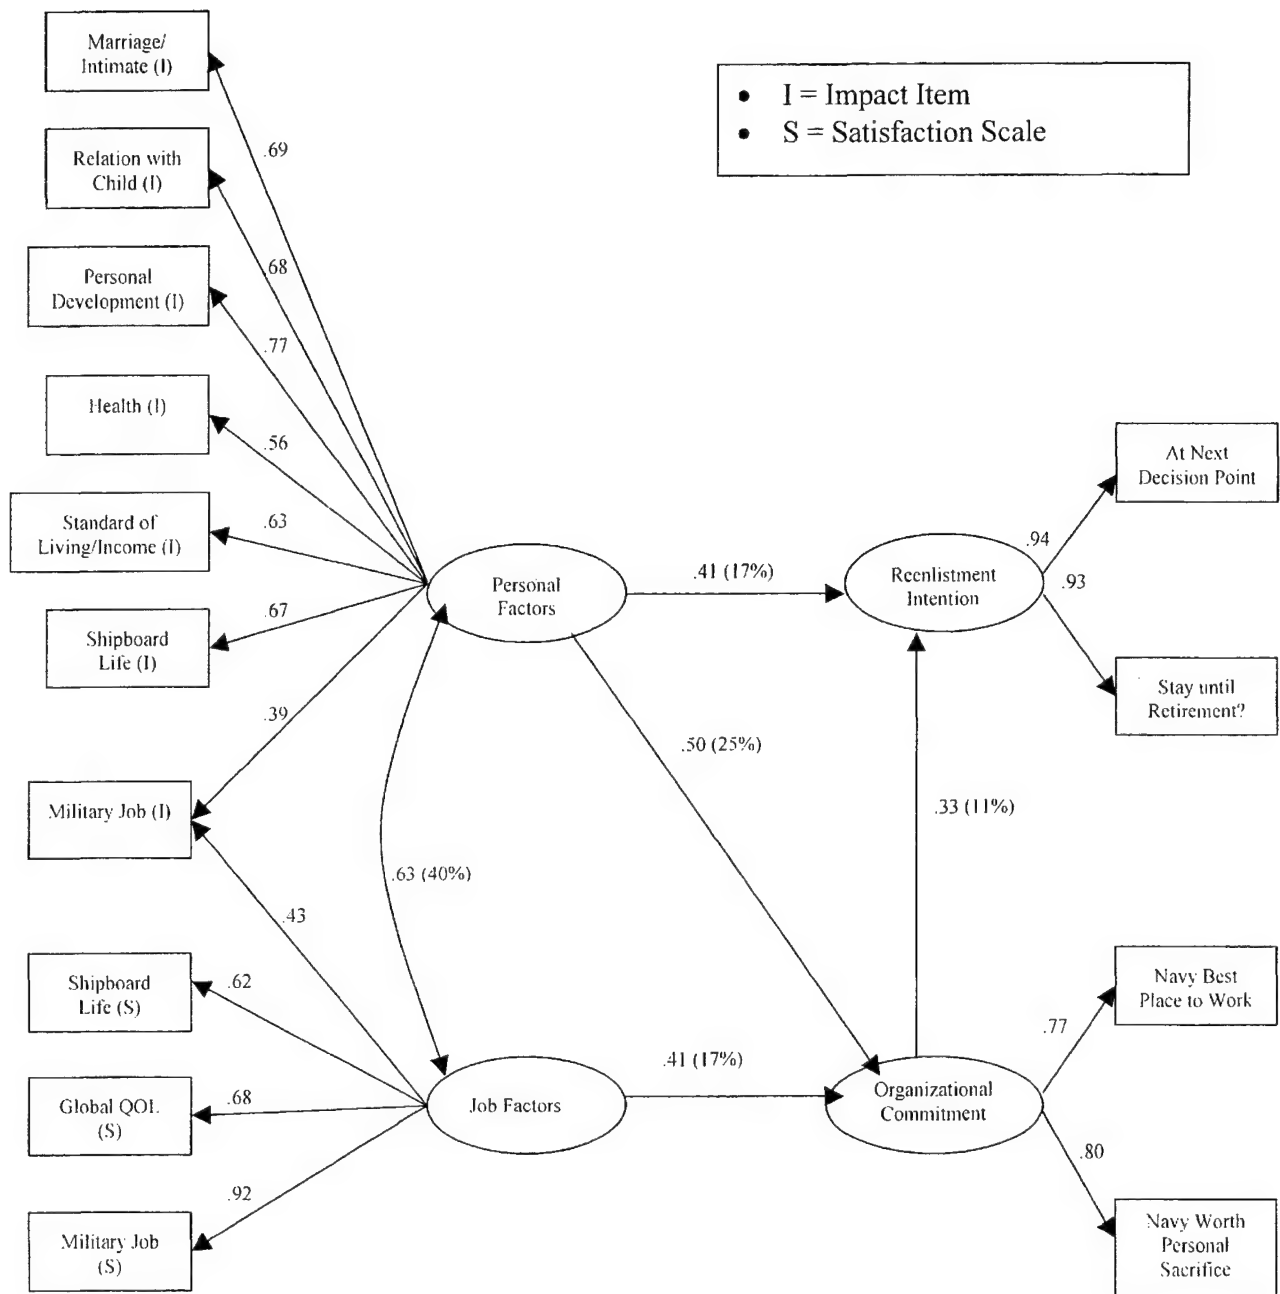 Marriage/
Intimate (I)
• I = Impact Item
• S = Satisfaction Scale
.69
Relation with
Child (I)
.68
Personal
Development (I)
.77
Health (I)
.56
Standard of
Living/Income (I)
.63
Shipboard
Life (I)
.67
.39
Military Job (I)
.43
Shipboard
Life (S)
.62
Global QOL
(S)
.68
Military Job
(S)
.92
Personal
Factors
.63 (40%)
Job Factors
.41 (17%)
.50 (25%)
.41 (17%)
Reenlistment
Intention
.33 (11%)
Organizational
Commitment
.94
At Next
Decision Point
.93
Stay until
Retirement?
.77
Navy Best
Place to Work
.80
Navy Worth
Personal
Sacrifice